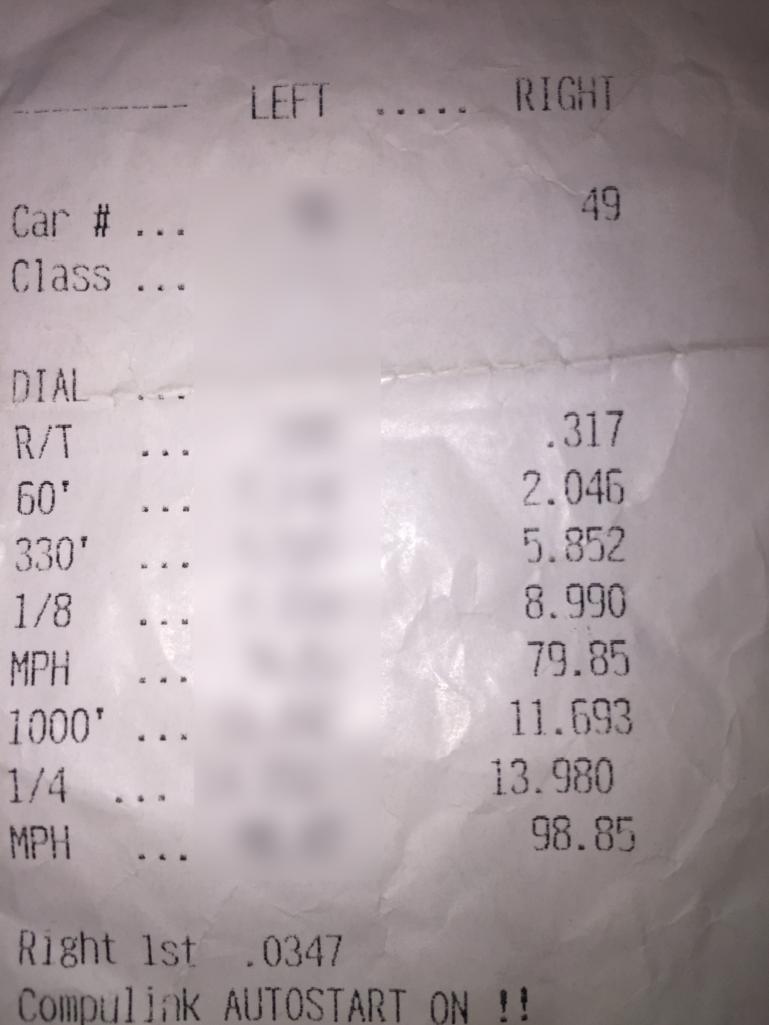 --------- LEFT ..... RIGHT
Car # ... 49
Class ...
DIAL ...
R/T ... .317
60' ... 2.046
330' ... 5.852
1/8 ... 8.990
MPH ... 79.85
1000' ... 11.693
1/4 ... 13.980
MPH ... 98.85
Right 1st .0347
Compulink AUTOSTART ON !!